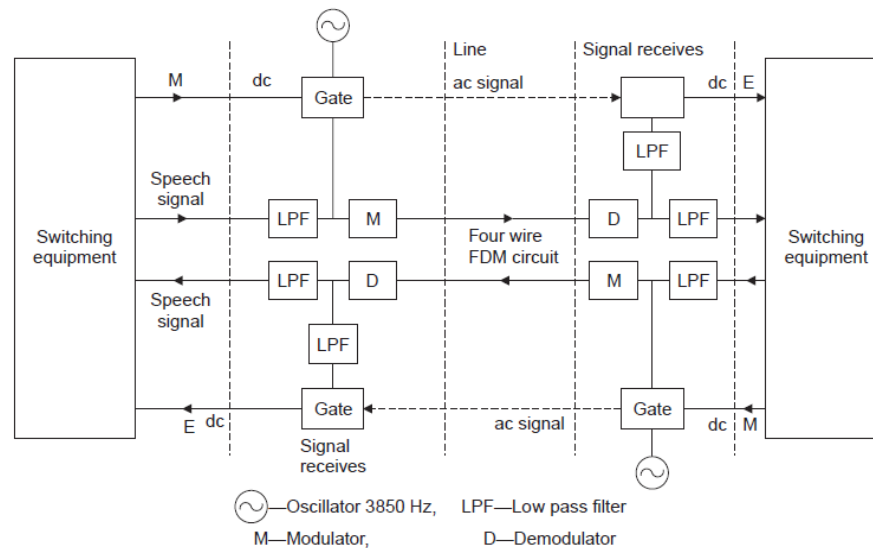 Line
Signal receives
M
dc
Gate
ac signal
dc
E
LPF
Speech
signal
LPF
M
D
LPF
Switching
equipment
Four wire
FDM circuit
Switching
equipment
LPF
D
M
LPF
Speech
signal
LPF
Gate
Gate
E
dc
ac signal
dc
M
Signal
receives
—Oscillator 3850 Hz, LPF—Low pass filter
M—Modulator, D—Demodulator